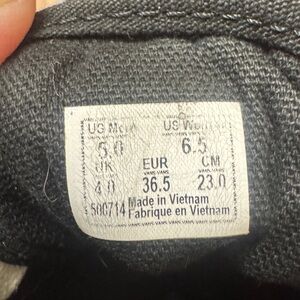 US Men US Women
5.0 6.5
UK EUR CM
4.0 36.5 23.0
500714 Made in Vietnam
Fabriqué en Vietnam